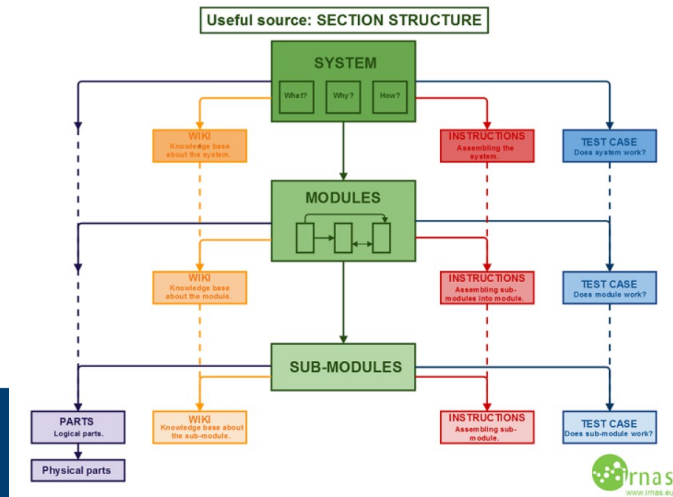 Useful source: SECTION STRUCTURE
SYSTEM
What?
Why?
How?
WIKI
Knowledge base
about the system.
INSTRUCTIONS
Assembling the
system.
TEST CASE
Does system work?
MODULES
WIKI
Knowledge base
about the module.
INSTRUCTIONS
Assembling sub-
modules into module.
TEST CASE
Does module work?
SUB-MODULES
PARTS
Logical parts.
WIKI
Knowledge base about
the sub-module.
INSTRUCTIONS
Assembling sub-
module.
TEST CASE
Does sub-module work?
Physical parts
irnas
www.irnas.eu